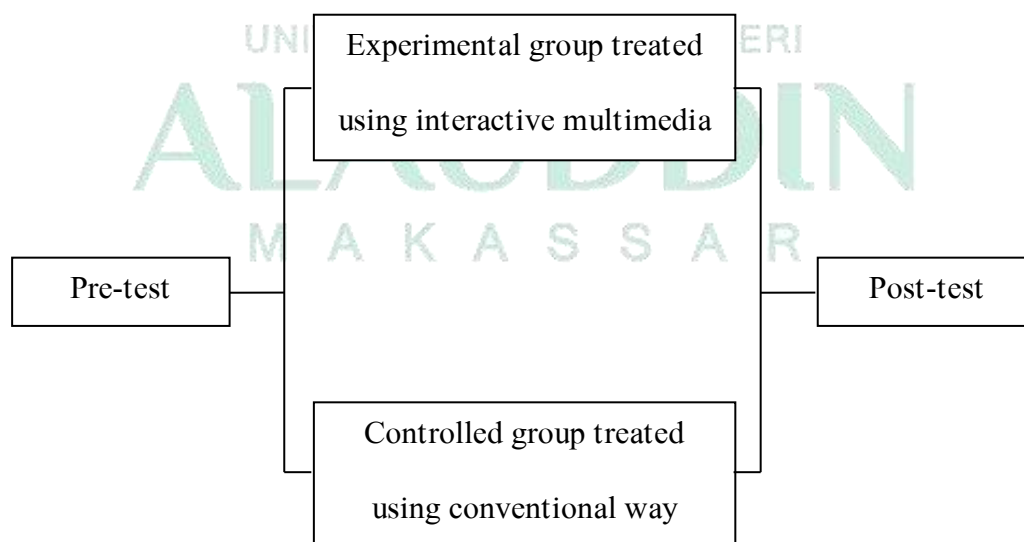 UNI ERI
Experimental group treated
using interactive multimedia
ALAUDDIN
MAKASSAR
Pre-test
Post-test
Controlled group treated
using conventional way